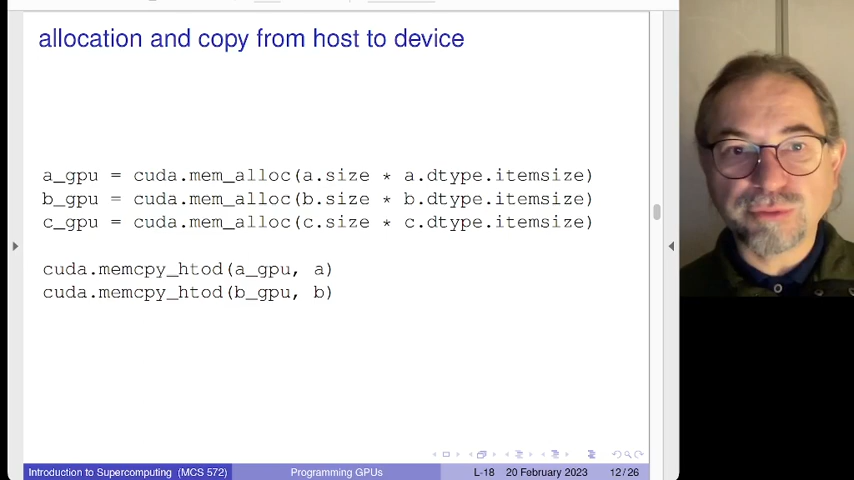 allocation and copy from host to device
a_gpu = cuda.mem_alloc(a.size * a.dtype.itemsize)
b_gpu = cuda.mem_alloc(b.size * b.dtype.itemsize)
c_gpu = cuda.mem_alloc(c.size * c.dtype.itemsize)
cuda.memcpy_htod(a_gpu, a)
cuda.memcpy_htod(b_gpu, b)
Introduction to Supercomputing (MCS 572) Programming GPUs L-18 20 February 2023 12 / 26